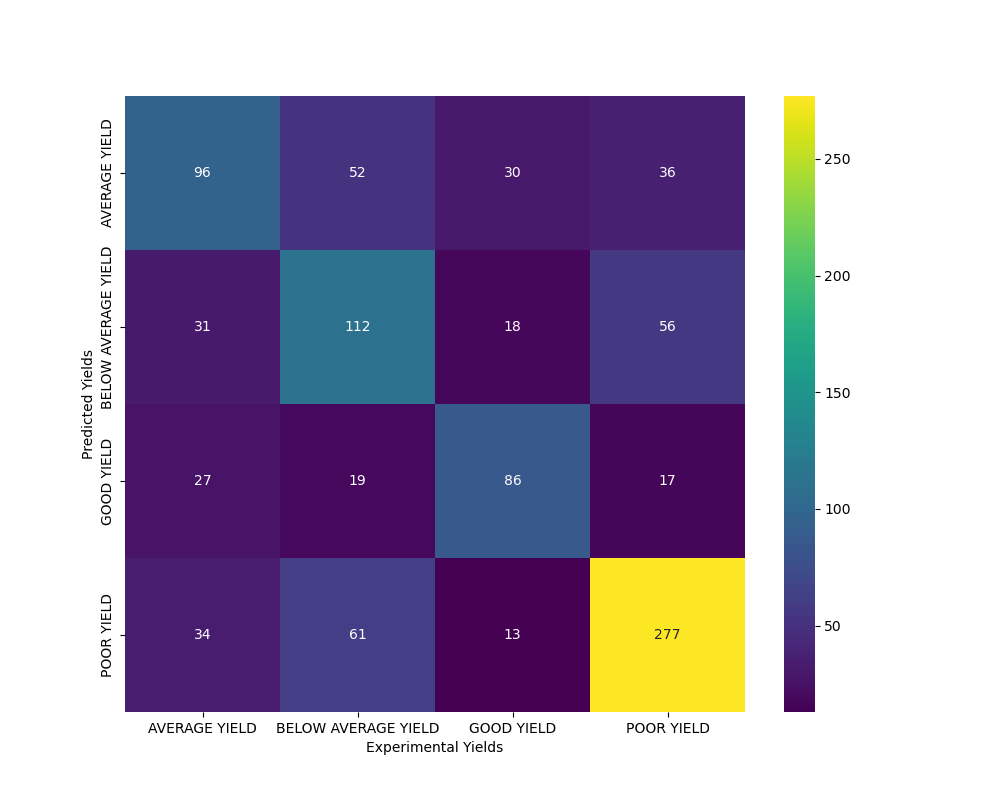 AVERAGE YIELD
BELOW AVERAGE YIELD
GOOD YIELD
POOR YIELD
Predicted Yields
96 52 30 36
31 112 18 56
27 19 86 17
34 61 13 277
AVERAGE YIELD BELOW AVERAGE YIELD GOOD YIELD POOR YIELD
Experimental Yields
250
200
150
100
50